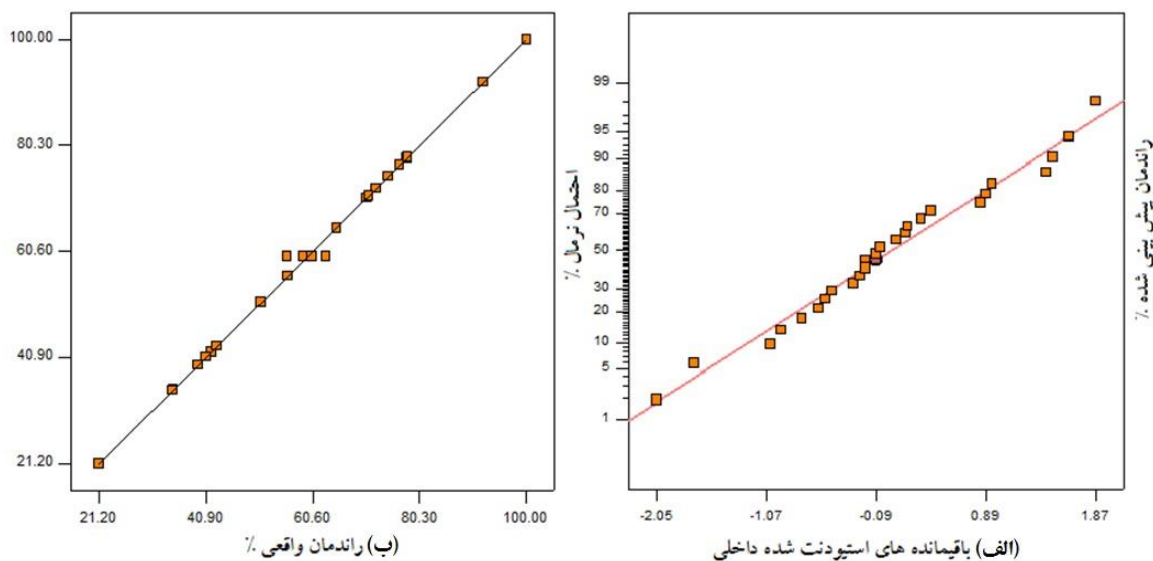 100.00
80.30
60.60
40.90
21.20
21.20 40.90 60.60 80.30 100.00
(ب) راندمان واقعی ٪
احتمال نرمال ٪
99
95
90
80
70
50
30
20
10
5
1
-2.05 -1.07 -0.09 0.89 1.87
(الف) باقیمانده های استیودنت شده داخلی
راندمان پیش بینی شده ٪